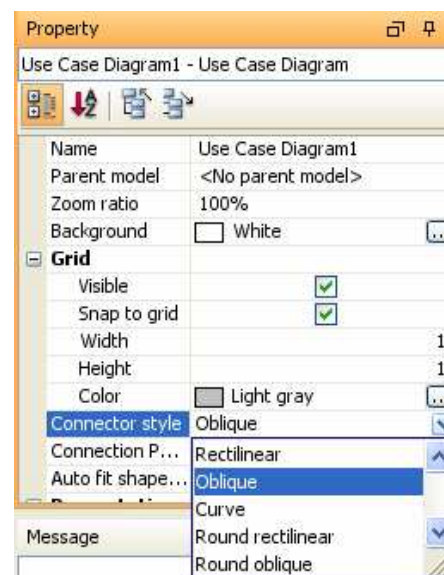 Property
Use Case Diagram1 - Use Case Diagram
Name Use Case Diagram1
Parent model <No parent model>
Zoom ratio 100%
Background White ...
Grid
Visible
Snap to grid
Width 1
Height 1
Color Light gray ...
Connector style Oblique
Connection P... Rectilinear
Auto fit shape... Oblique
Curve
Message Round rectilinear
Round oblique